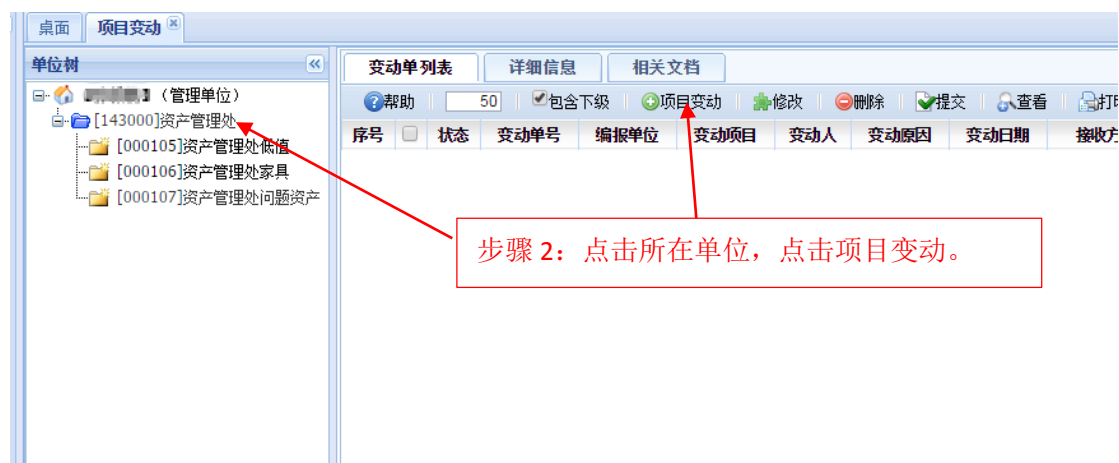 桌面 项目变动
单位树
变动单列表 详细信息 相关文档
（管理单位）
[143000]资产管理处
[000105]资产管理处低值
[000106]资产管理处家具
[000107]资产管理处问题资产
帮助 50 包含下级 项目变动 修改 删除 提交 查看
序号 状态 变动单号 编报单位 变动项目 变动人 变动原因 变动日期 接收方
步骤 2：点击所在单位，点击项目变动。